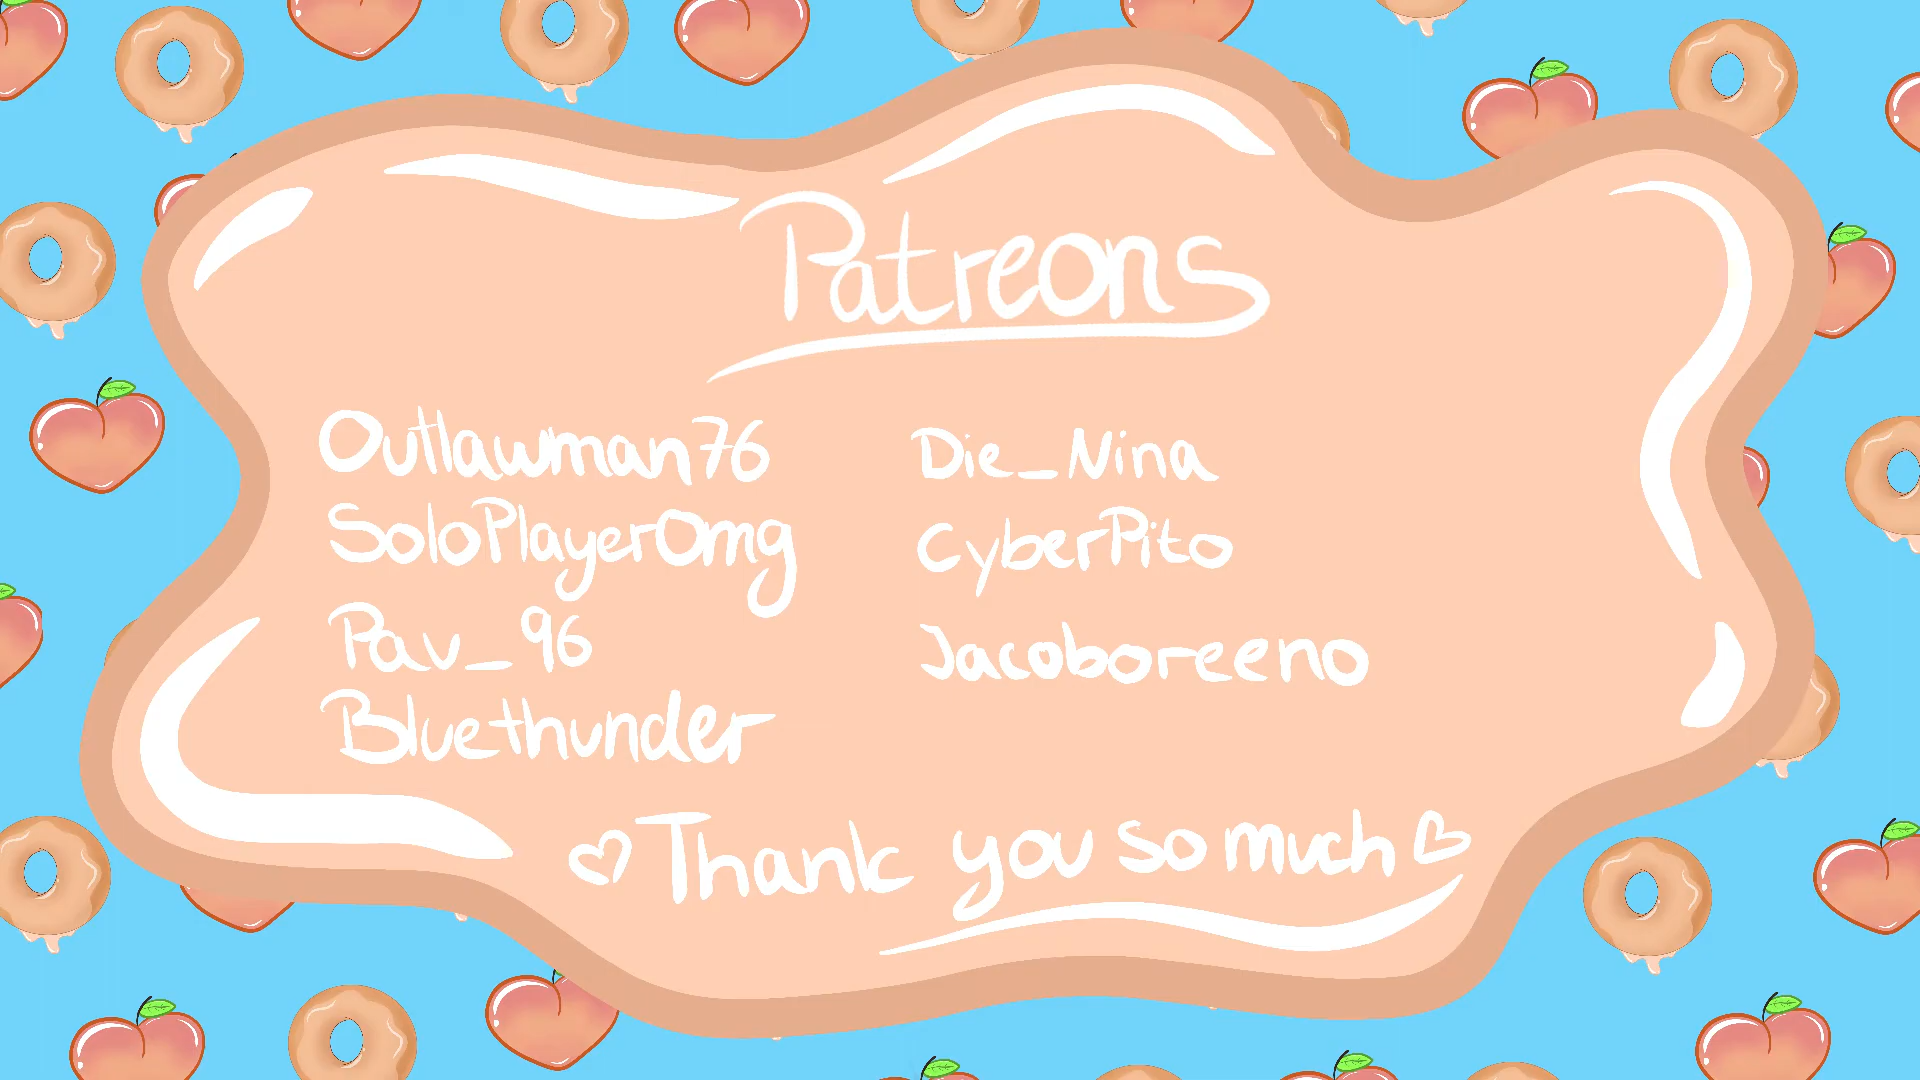 Patreons
Outlawman76
SoloPlayerOmg
Pav_96
Bluethunder
Die_Nina
CyberPito
Jacoboreeno
♡Thank you so much♡